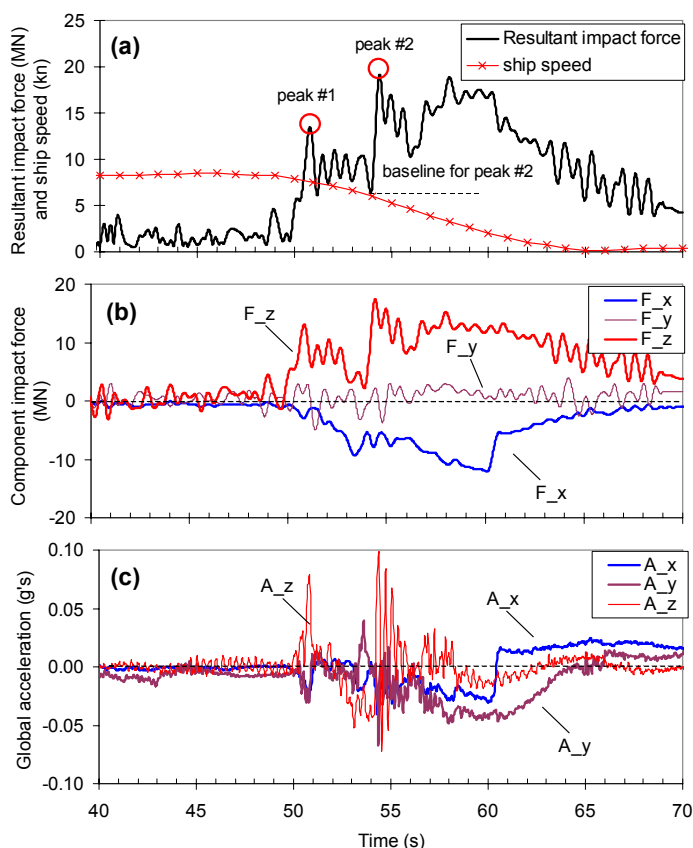 (a)
Resultant impact force
ship speed
peak #1
peak #2
baseline for peak #2
Resultant impact force (MN)
and ship speed (kn)
25
20
15
10
5
0
(b)
F_x
F_y
F_z
F_z
F_y
F_x
Component impact force
(MN)
20
10
0
-10
-20
(c)
A_x
A_y
A_z
A_z
A_x
A_y
Global acceleration (g's)
0.10
0.05
0.00
-0.05
-0.10
40 45 50 55 60 65 70
Time (s)